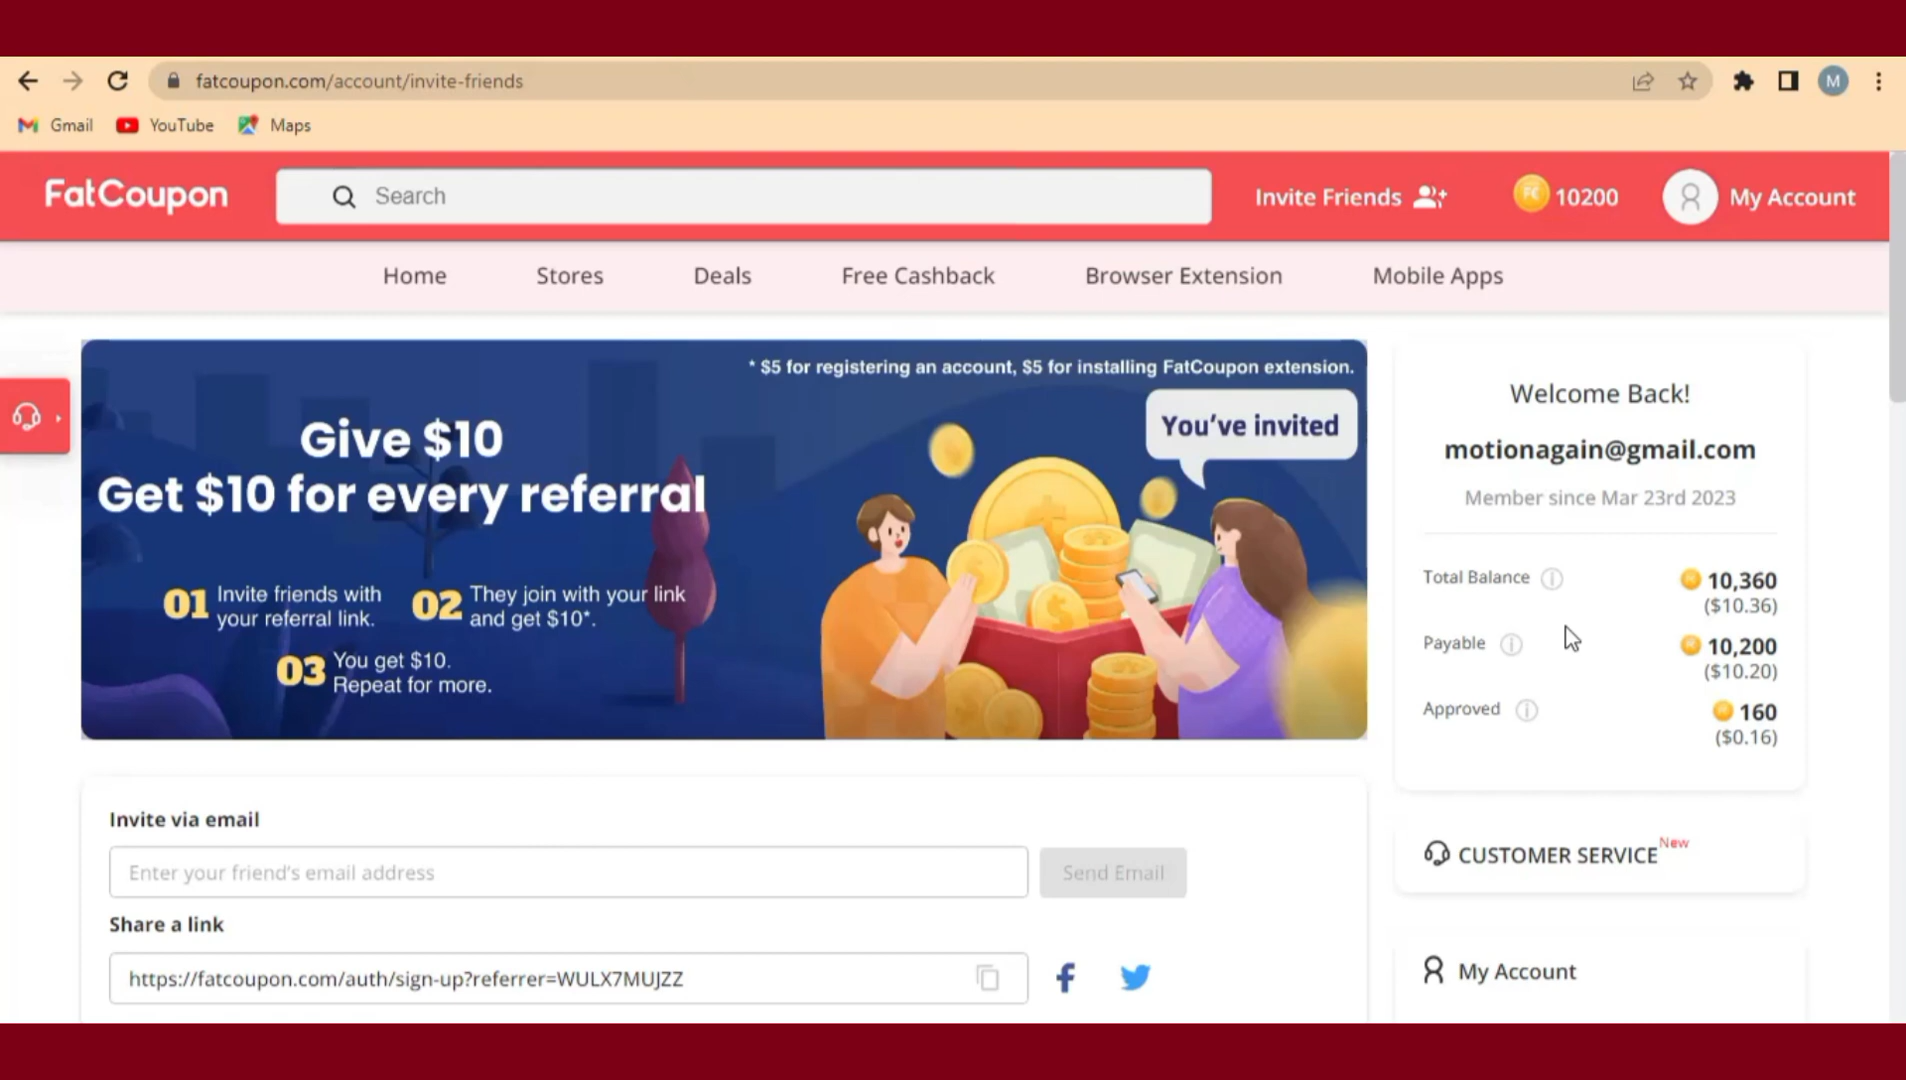 fatcoupon.com/account/invite-friends
M
Gmail YouTube Maps
FatCoupon
Search
Invite Friends
FC 10200
My Account
Home Stores Deals Free Cashback Browser Extension Mobile Apps
* $5 for registering an account, $5 for installing FatCoupon extension.
You've invited
Give $10
Get $10 for every referral
01 Invite friends with
your referral link.
02 They join with your link
and get $10*.
03 You get $10.
Repeat for more.
Welcome Back!
motionagain@gmail.com
Member since Mar 23rd 2023
Total Balance 10,360
($10.36)
Payable 10,200
($10.20)
Approved 160
($0.16)
CUSTOMER SERVICE New
My Account
Invite via email
Enter your friend's email address
Send Email
Share a link
https://fatcoupon.com/auth/sign-up?referrer=WULX7MUJZZ